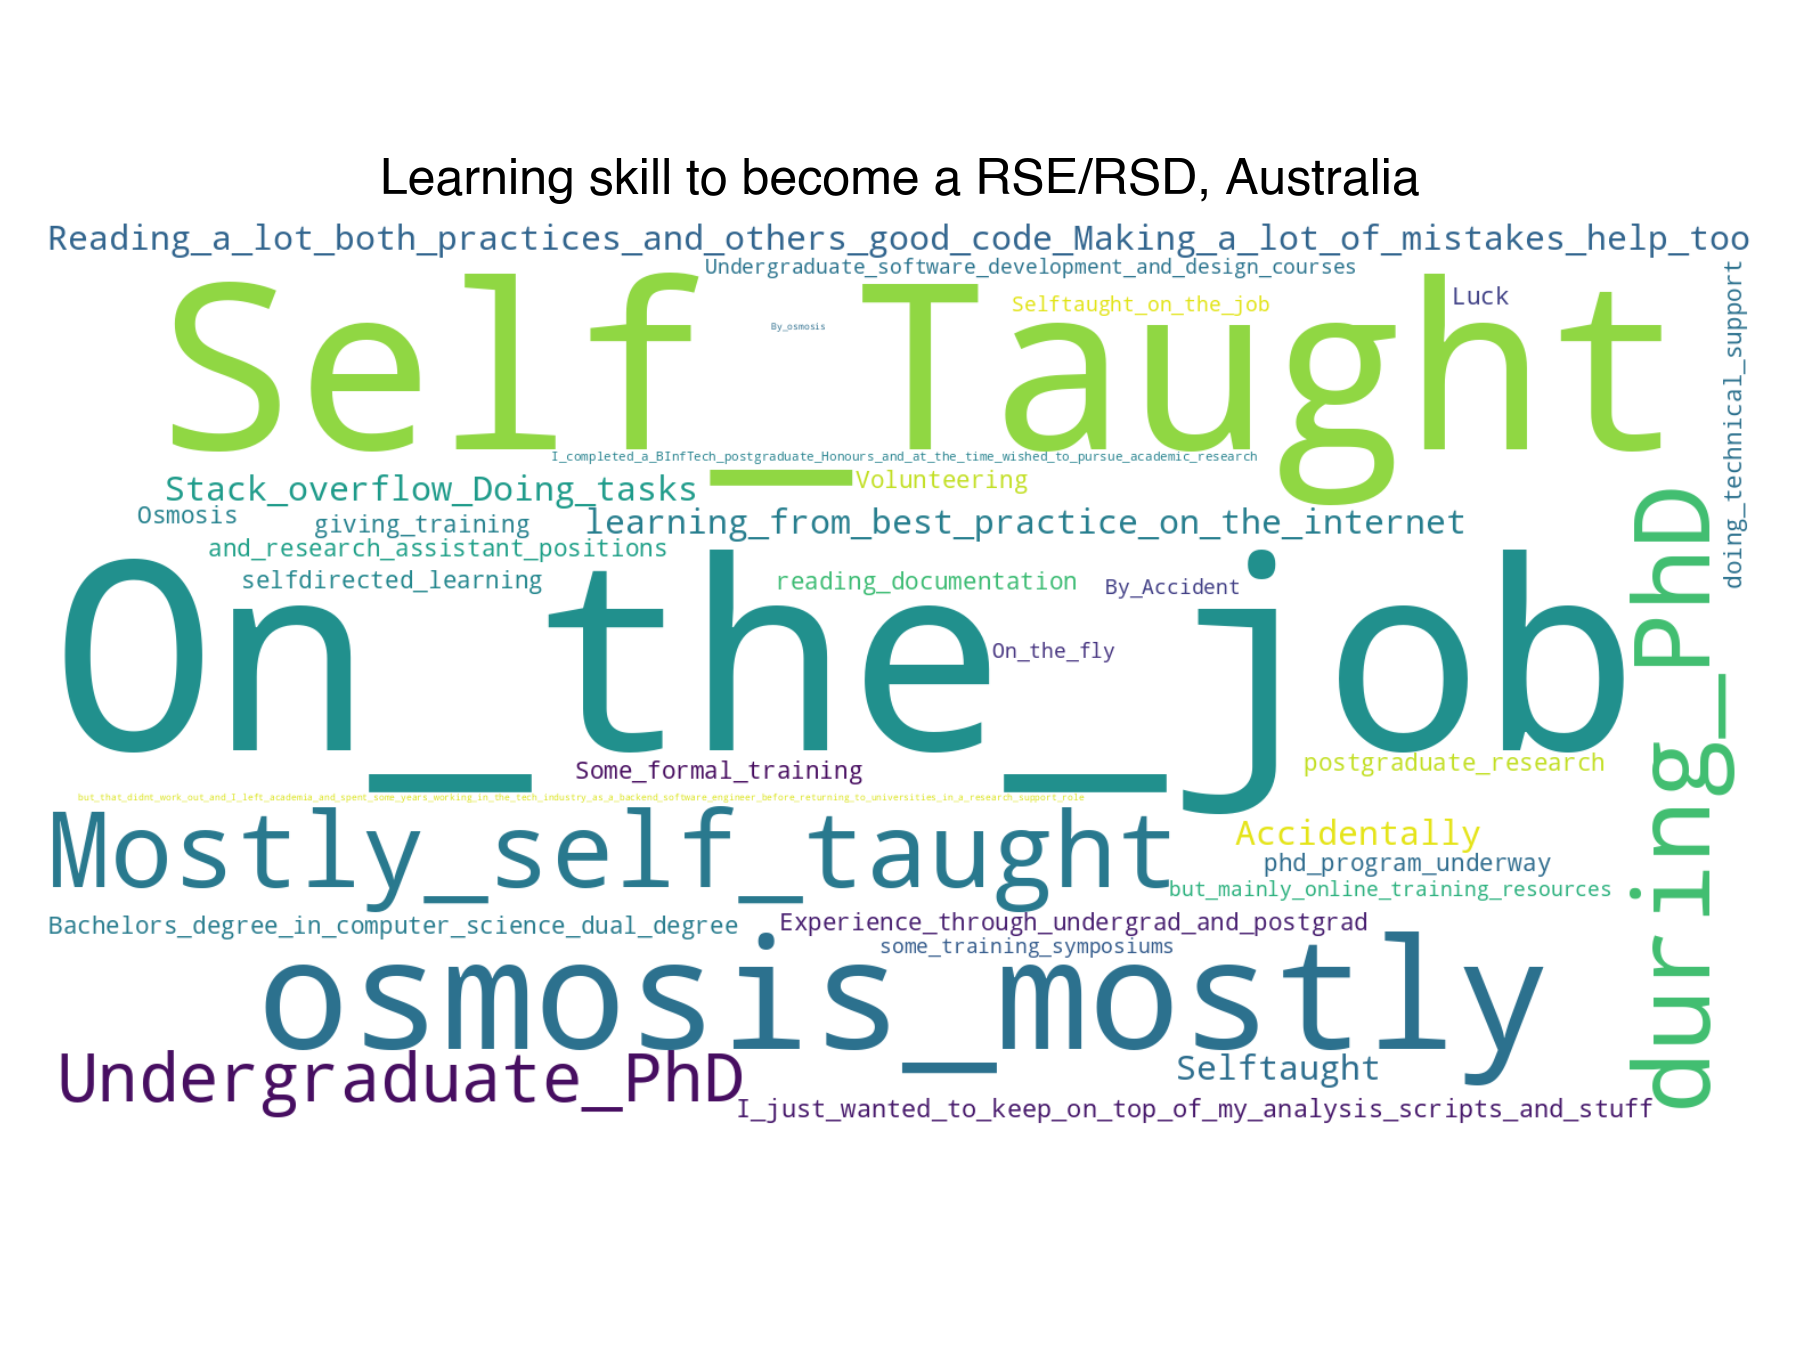 Learning skill to become a RSE/RSD, Australia
Reading_a_lot_both_practices_and_others_good_code_Making_a_lot_of_mistakes_help_too
Undergraduate_software_development_and_design_courses
Self_Taught
Selftaught_on_the_job
Luck
By_osmosis
doing_technical_support
I_completed_a_BInfTech_postgraduate_Honours_and_at_the_time_wished_to_pursue_academic_research
Stack_overflow_Doing_tasks
Volunteering
Osmosis
giving_training
learning_from_best_practice_on_the_internet
and_research_assistant_positions
selfdirected_learning
reading_documentation
By_Accident
On_the_job
On_the_fly
during_PhD
Some_formal_training
postgraduate_research
but_that_didnt_work_out_and_I_left_academia_and_spent_some_years_working_in_the_tech_industry_as_a_backend_software_engineer_before_returning_to_universities_in_a_research_support_role
Mostly_self_taught
Accidentally
phd_program_underway
but_mainly_online_training_resources
Bachelors_degree_in_computer_science_dual_degree
Experience_through_undergrad_and_postgrad
some_training_symposiums
osmosis_mostly
Undergraduate_PhD
Selftaught
I_just_wanted_to_keep_on_top_of_my_analysis_scripts_and_stuff